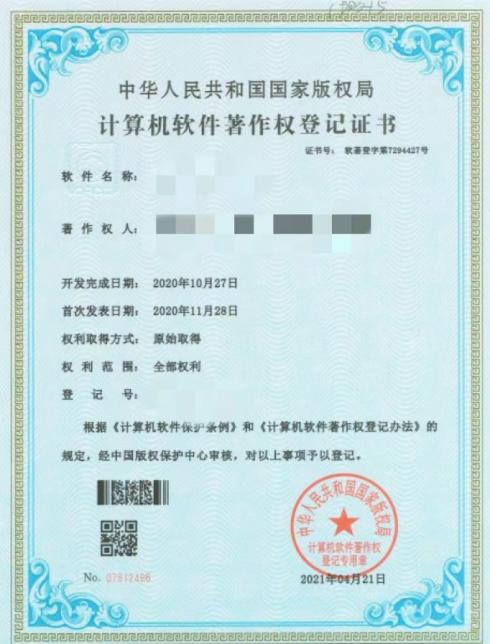 中华人民共和国国家版权局
计算机软件著作权登记证书
证书号： 软著登字第7294427号
软件名称：
著作权人：
开发完成日期： 2020年10月27日
首次发表日期： 2020年11月28日
权利取得方式： 原始取得
权利范围： 全部权利
登记号：
根据《计算机软件保护条例》和《计算机软件著作权登记办法》的
规定，经中国版权保护中心审核，对以上事项予以登记。
中华人民共和国国家版权局
计算机软件著作权
登记专用章
No. 07812496
2021年04月21日